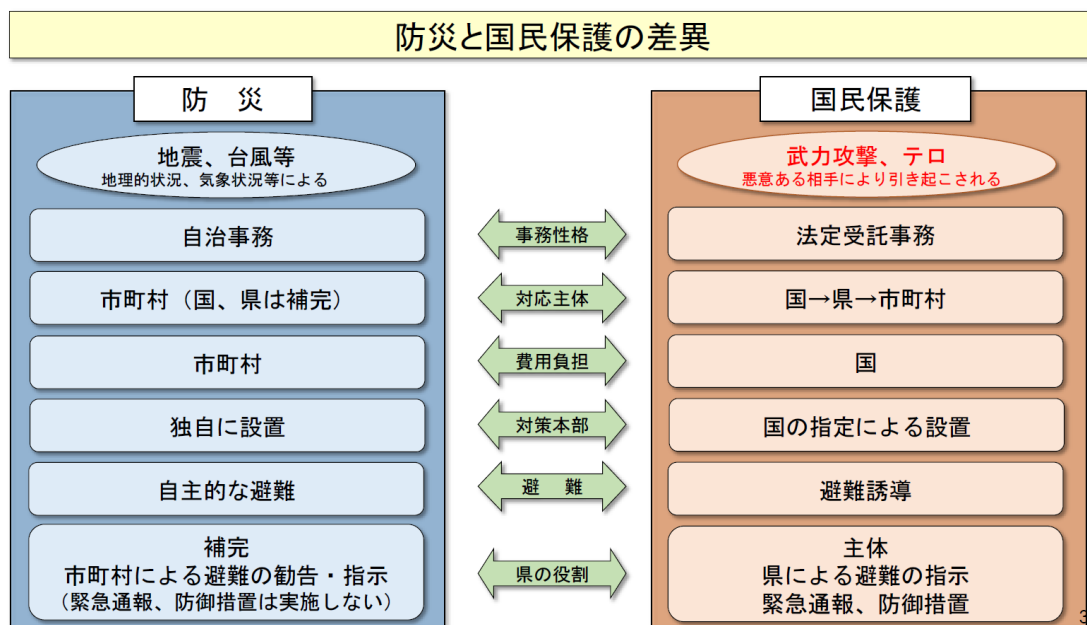 防災と国民保護の差異
防　災
国民保護
地震、台風等
地理的状況、気象状況等による
武力攻撃、テロ
悪意ある相手により引き起こされる
自治事務
事務性格
法定受託事務
市町村（国、県は補完）
対応主体
国→県→市町村
市町村
費用負担
国
独自に設置
対策本部
国の指定による設置
自主的な避難
避　難
避難誘導
補完
市町村による避難の勧告・指示
（緊急通報、防御措置は実施しない）
県の役割
主体
県による避難の指示
緊急通報、防御措置
3